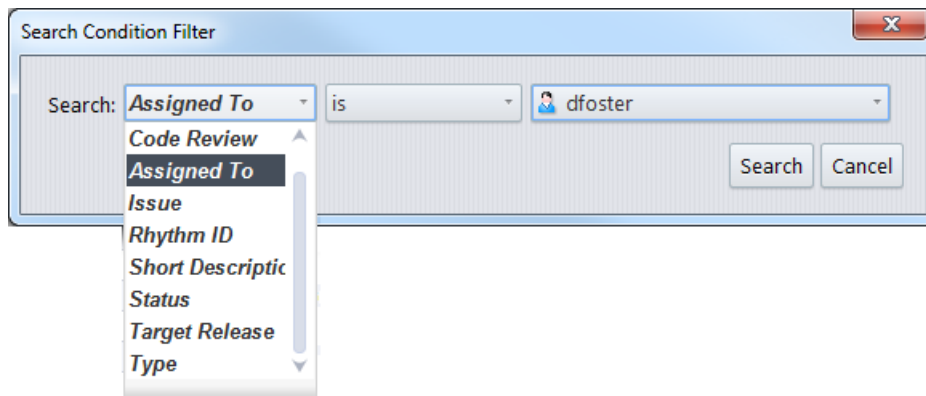 Search Condition Filter
Search: Assigned To is dfoster
Code Review
Assigned To
Search Cancel
Issue
Rhythm ID
Short Descriptic
Status
Target Release
Type